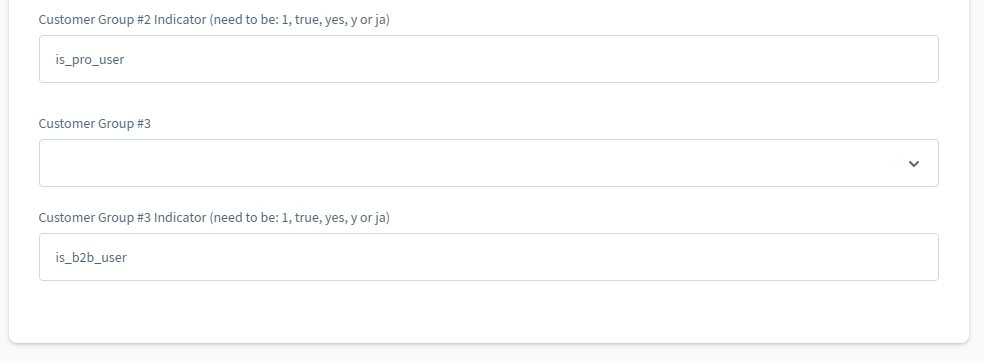 Customer Group #2 Indicator (need to be: 1, true, yes, y or ja)
is_pro_user
Customer Group #3
Customer Group #3 Indicator (need to be: 1, true, yes, y or ja)
is_b2b_user